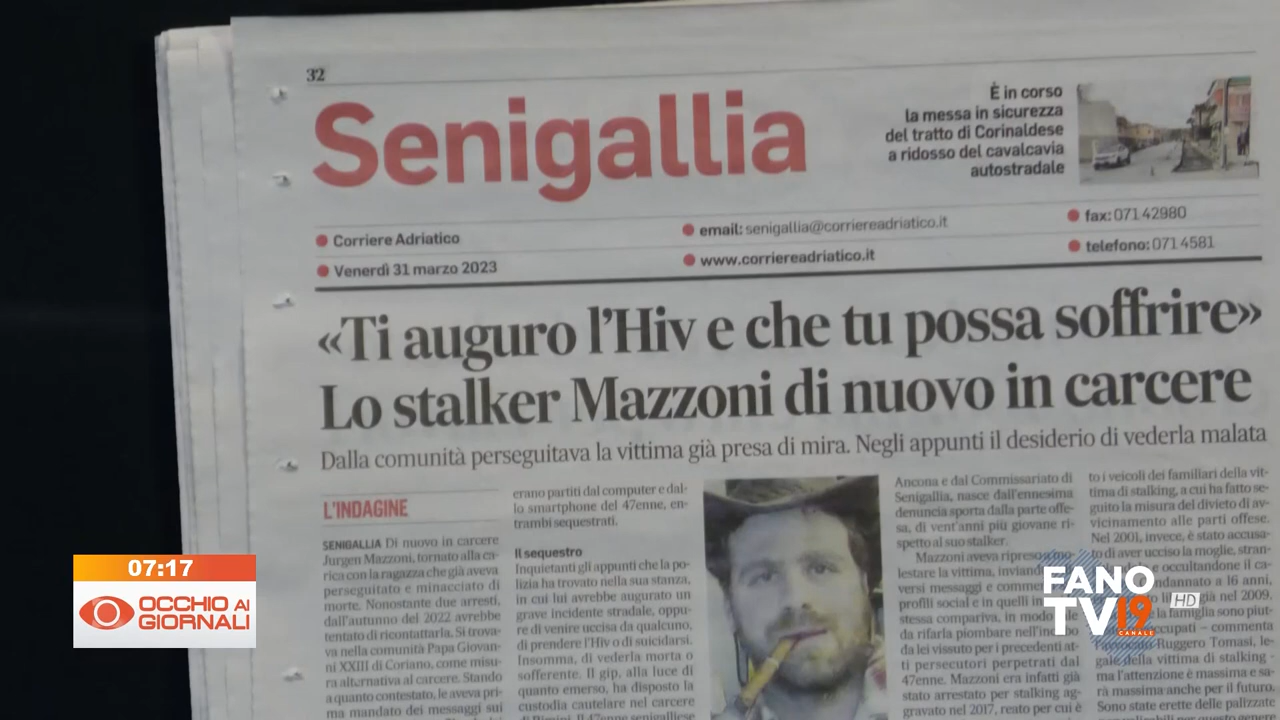 32
Senigallia
È in corso
la messa in sicurezza
del tratto di Corinaldese
a ridosso del cavalcavia
autostradale
Corriere Adriatico
Venerdì 31 marzo 2023
email: senigallia@corriereadriatico.it
www.corriereadriatico.it
fax: 071 42980
telefono: 071 4581
«Ti auguro l'Hiv e che tu possa soffrire»
Lo stalker Mazzoni di nuovo in carcere
Dalla comunità perseguitava la vittima già presa di mira. Negli appunti il desiderio di vederla malata
L'INDAGINE
SENIGALLIA Di nuovo in carcere
Jurgen Mazzoni, tornato alla ca-
rica con la ragazza che già aveva
perseguitato e minacciato di
morte. Nonostante due arresti,
dall'autunno del 2022 avrebbe
tentato di ricontattarla. Si trova-
va nella comunità Papa Giovan-
ni XXIII di Coriano, come misu-
ra alternativa al carcere. Stando
a quanto contestato, le aveva pri-
ma mandato dei messaggi sui
erano partiti dal computer e dal-
lo smartphone del 47enne, en-
trambi sequestrati.
Il sequestro
Inquietanti gli appunti che la po-
lizia ha trovato nella sua stanza,
in cui lui avrebbe augurato un
grave incidente stradale, oppu-
re di venire uccisa da qualcuno,
di prendere l'Hiv o di suicidarsi.
Insomma, di vederla morta o
sofferente. Il gip, alla luce di
quanto emerso, ha disposto la
custodia cautelare nel carcere
di Rimini. Il 47enne senigalliese
Ancona e dal Commissariato di
Senigallia, nasce dall'ennesima
denuncia sporta dalla parte offe-
sa, di vent'anni più giovane ri-
spetto al suo stalker.
Mazzoni aveva ripreso a mo-
lestare la vittima, inviando
versi messaggi e comm
profili social e in quelli in
stessa compariva, in modo
da rifarla piombare nell'in
da lei vissuto per i precedenti at-
ti persecutori perpetrati dal
47enne. Mazzoni era infatti già
stato arrestato per stalking ag-
gravato nel 2017, reato per cui è
to i veicoli dei familiari della vit-
tima di stalking, a cui ha fatto se-
guito la misura del divieto di av-
vicinamento alle parti offese.
Nel 2001, invece, è stato accusa-
to di aver ucciso la moglie, stran-
e occultandone il ca-
ndannato a 16 anni,
già nel 2009.
la famiglia sono piut-
ccupati - commenta
Ruggero Tomasi, le-
gale della vittima di stalking -
ma l'attenzione è massima e sa-
rà massima anche per il futuro.
Sono state erette delle palizzate
07:17
OCCHIO AI
GIORNALI
FANO
TV19
CANALE
HD